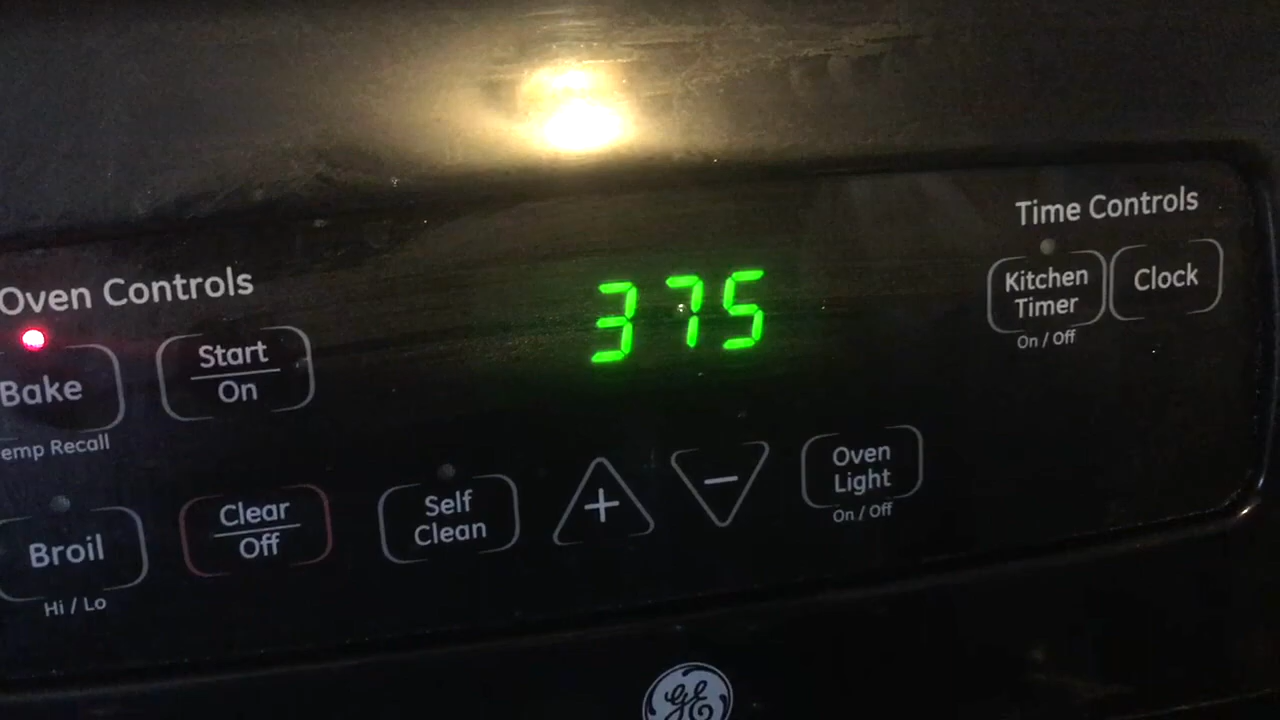 Oven Controls
Time Controls
375
Kitchen
Timer
On / Off
Clock
Bake
emp Recall
Start
On
Broil
Hi / Lo
Clear
Off
Self
Clean
+
−
Oven
Light
On / Off
GE